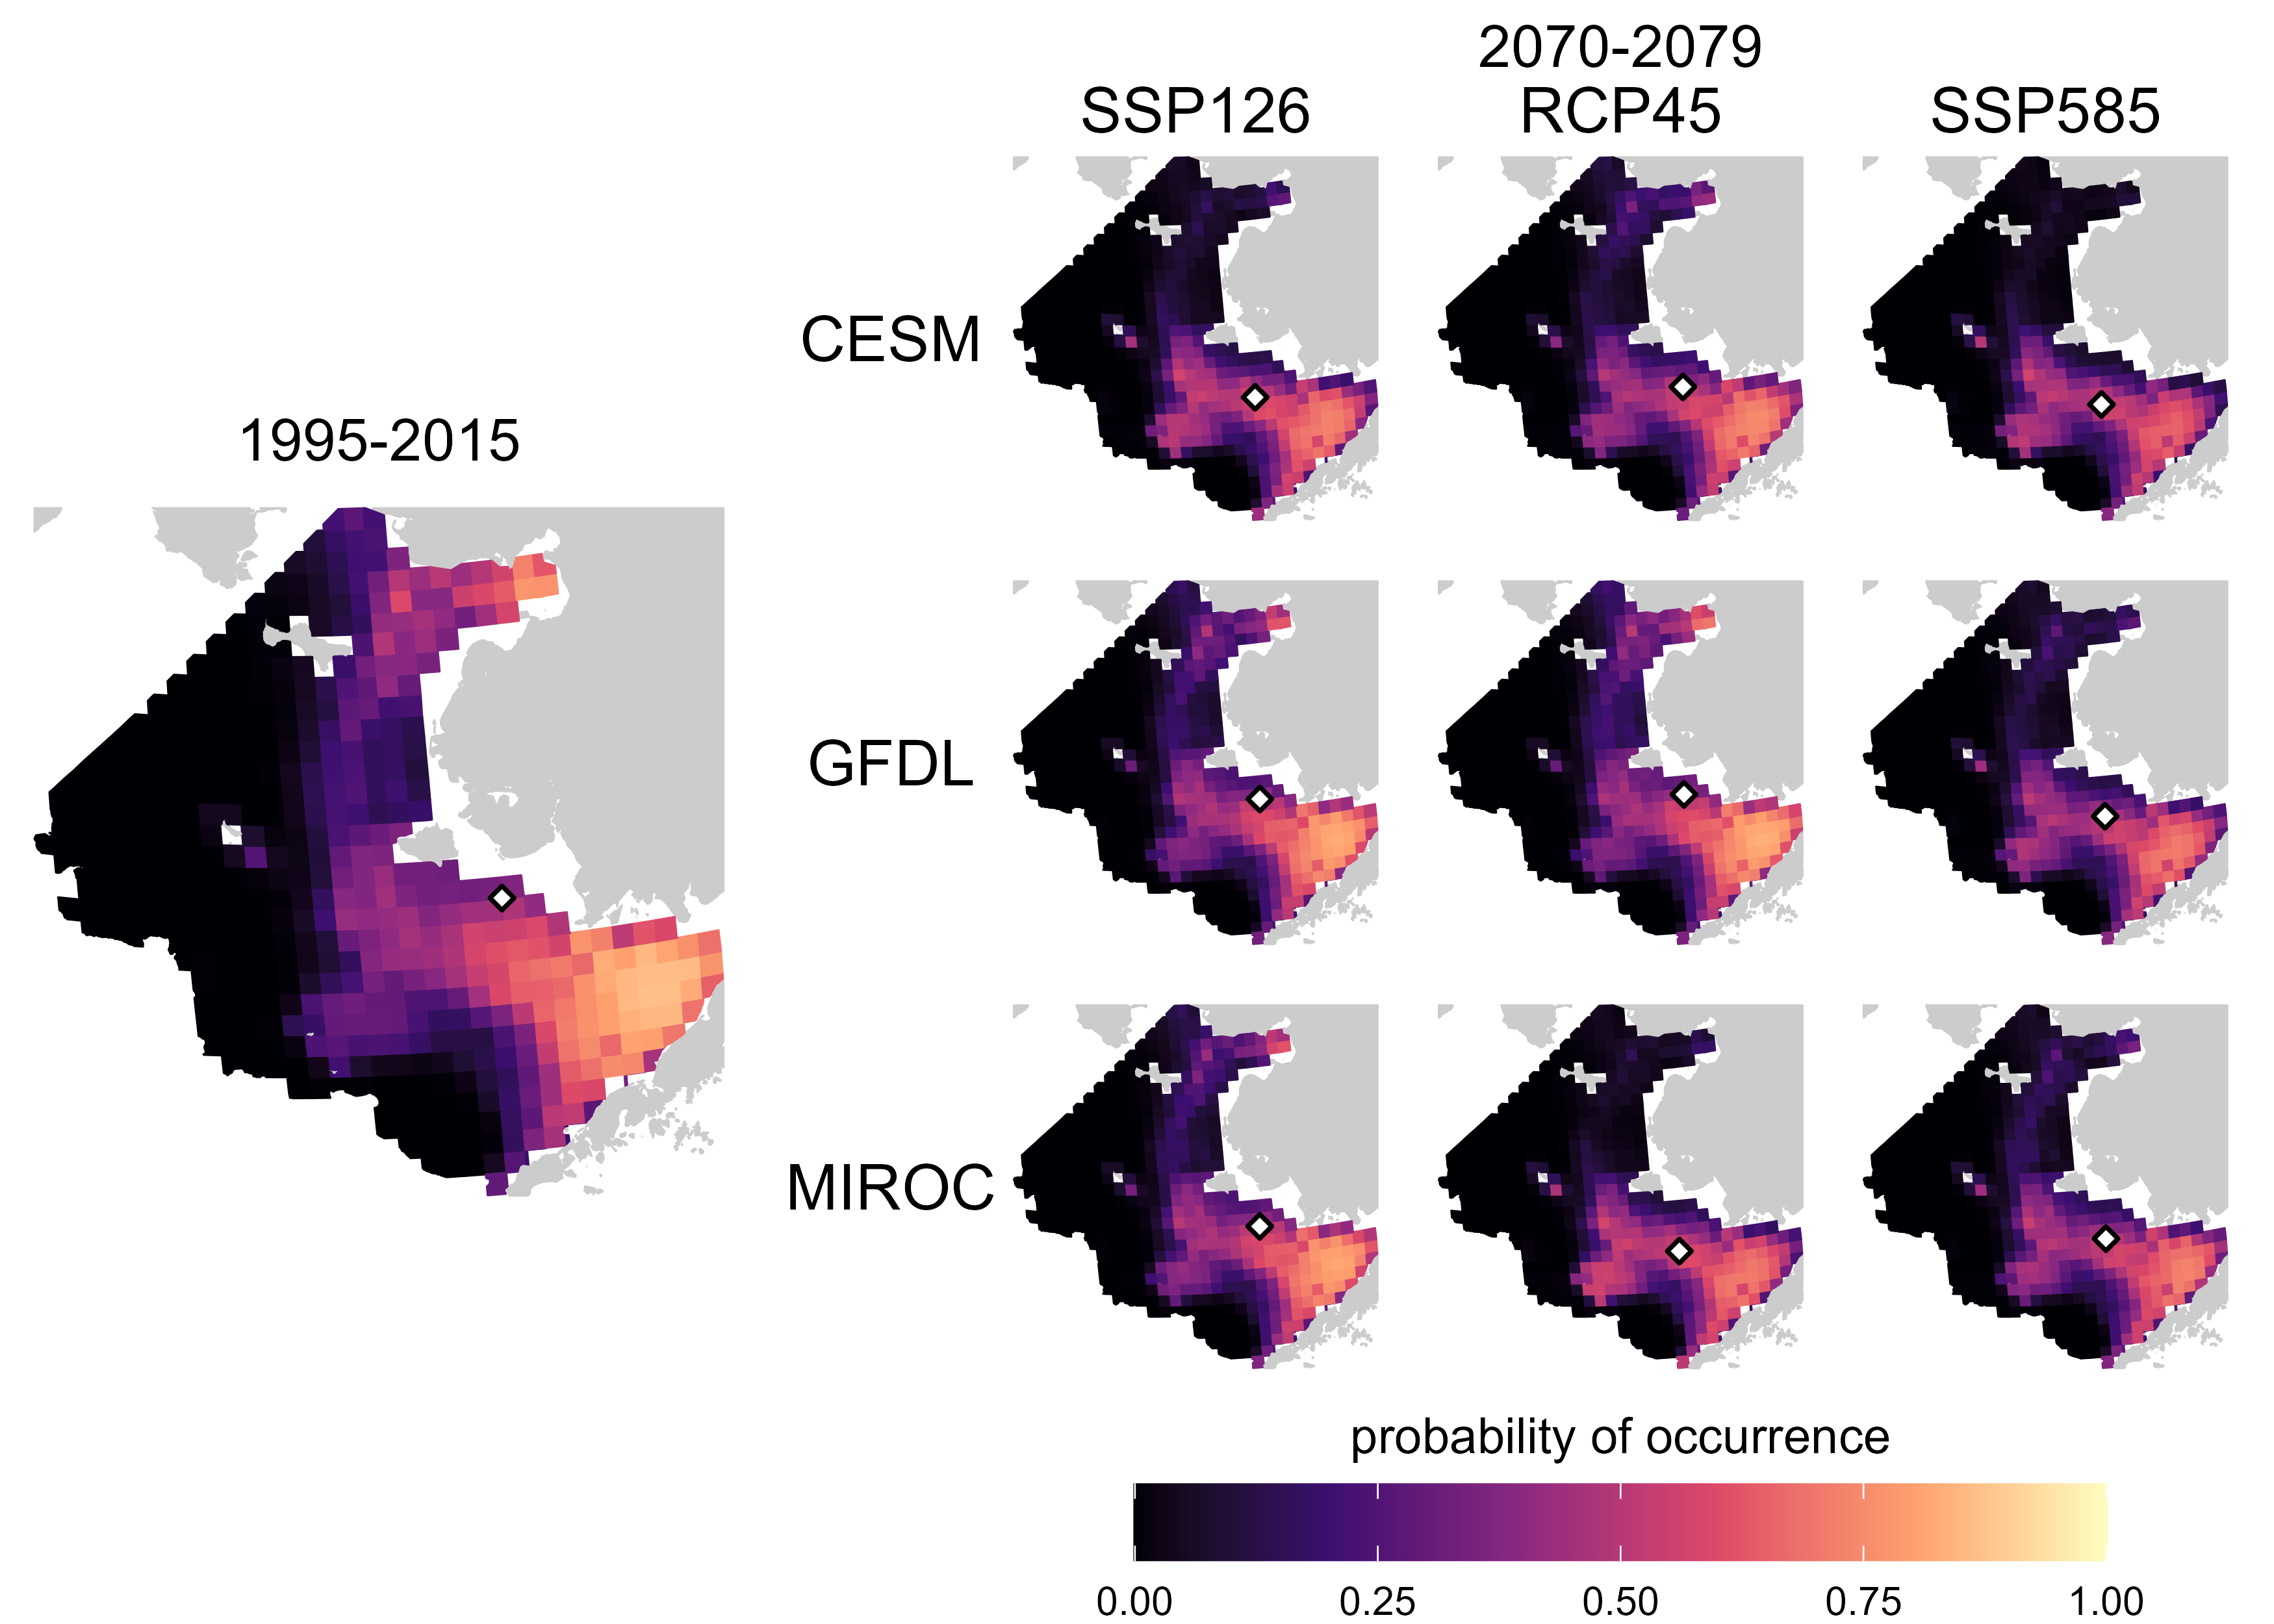 2070-2079
SSP126 RCP45 SSP585
CESM
1995-2015
GFDL
MIROC
probability of occurrence
0.00 0.25 0.50 0.75 1.00